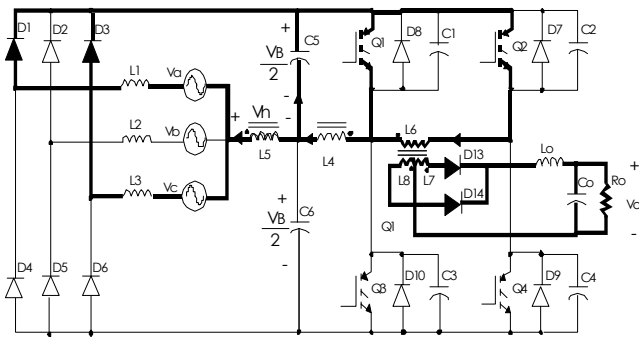 D1 D2 D3
C5
Q1 D8 C1
Q2 D7 C2
L1 Va
+
VB
2
-
L2 Vb
+ Vn -
L5
L4
L6
D13
Lo
L3 Vc
L8 L7
D14
Co Ro
+
Vo
-
Q1
+
VB
2
-
C6
D4 D5 D6
Q3 D10 C3
Q4 D9 C4